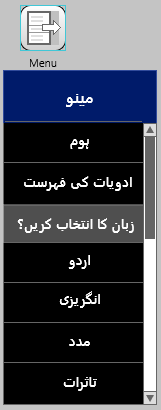 Menu
مینو
ہوم
ادویات کی فہرست
زبان کا انتخاب کریں؟
اردو
انگریزی
مدد
تاثرات